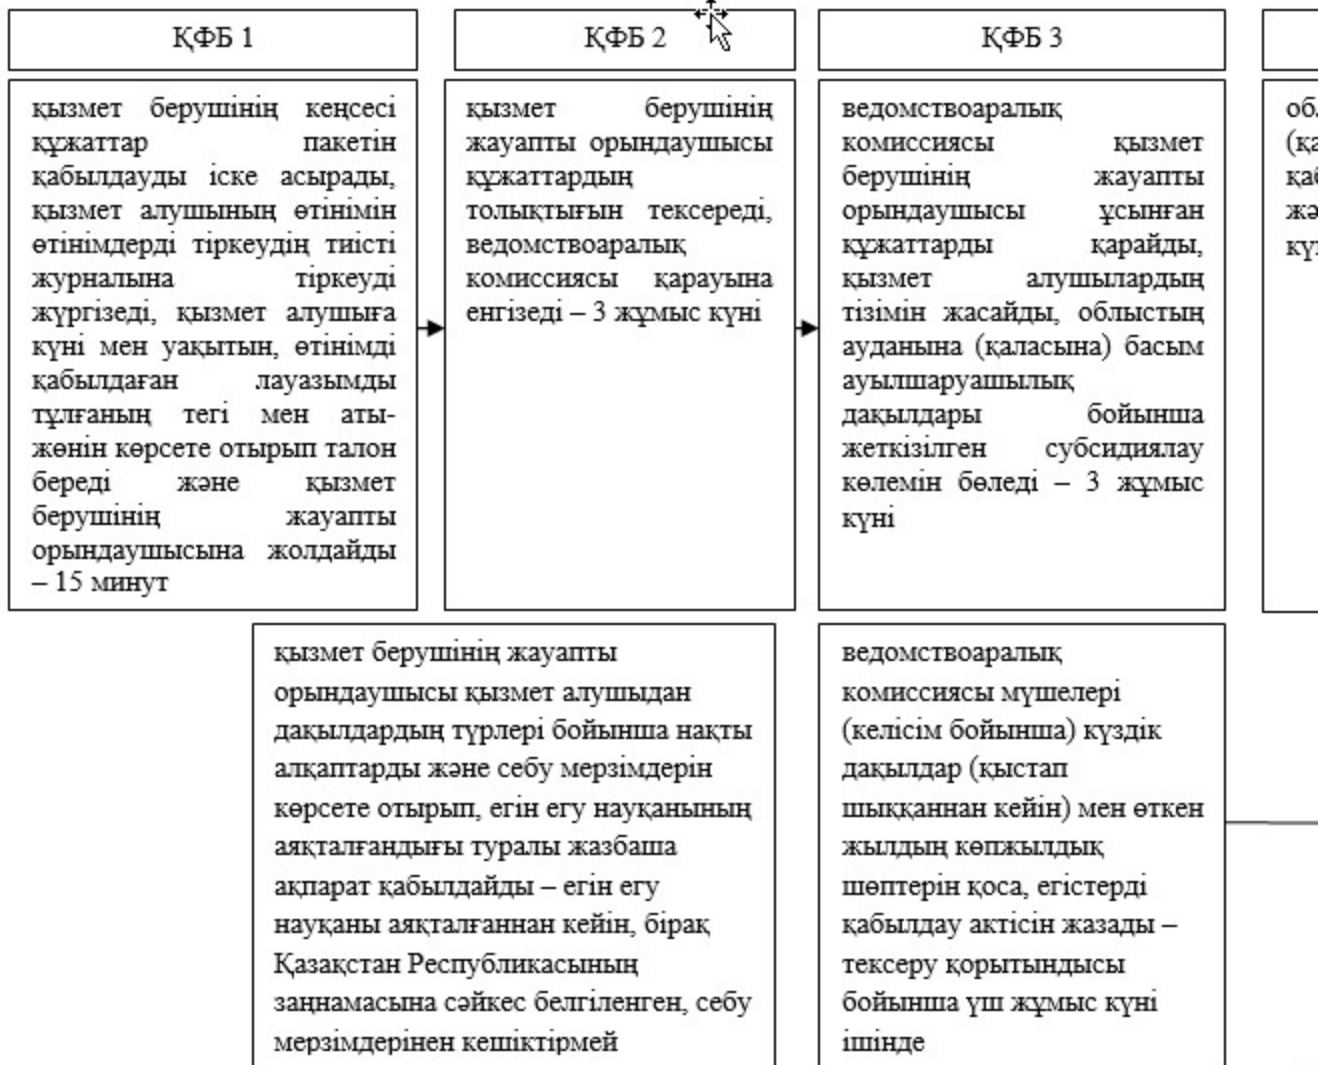 ҚФБ 1
ҚФБ 2
ҚФБ 3
қызмет берушінің кеңсесі
құжаттар пакетін
қабылдауды іске асырады,
қызмет алушының өтінімін
өтінімдерді тіркеудің тиісті
журналына тіркеуді
жүргізеді, қызмет алушыға
күні мен уақытын, өтінімді
қабылдаған лауазымды
тұлғаның тегі мен аты-
жөнін көрсете отырып талон
береді және қызмет
берушінің жауапты
орындаушысына жолдайды
– 15 минут
қызмет берушінің
жауапты орындаушысы
құжаттардың
толықтығын тексереді,
ведомствоаралық
комиссиясы қарауына
енгізеді – 3 жұмыс күні
ведомствоаралық
комиссиясы қызмет
берушінің жауапты
орындаушысы ұсынған
құжаттарды қарайды,
қызмет алушылардың
тізімін жасайды, облыстың
ауданына (қаласына) басым
ауылшаруашылық
дақылдары бойынша
жеткізілген субсидиялау
көлемін бөледі – 3 жұмыс
күні
қызмет берушінің жауапты
орындаушысы қызмет алушыдан
дақылдардың түрлері бойынша нақты
алқаптарды және себу мерзімдерін
көрсете отырып, егін егу науқанының
аяқталғандығы туралы жазбаша
ақпарат қабылдайды – егін егу
науқаны аяқталғаннан кейін, бірақ
Қазақстан Республикасының
заңнамасына сәйкес белгіленген, себу
мерзімдерінен кешіктірмей
ведомствоаралық
комиссиясы мүшелері
(келісім бойынша) күздік
дақылдар (қыстап
шыққаннан кейін) мен өткен
жылдың көпжылдық
шөптерін қоса, егістерді
қабылдау актісін жазады –
тексеру қорытындысы
бойынша үш жұмыс күні
ішінде